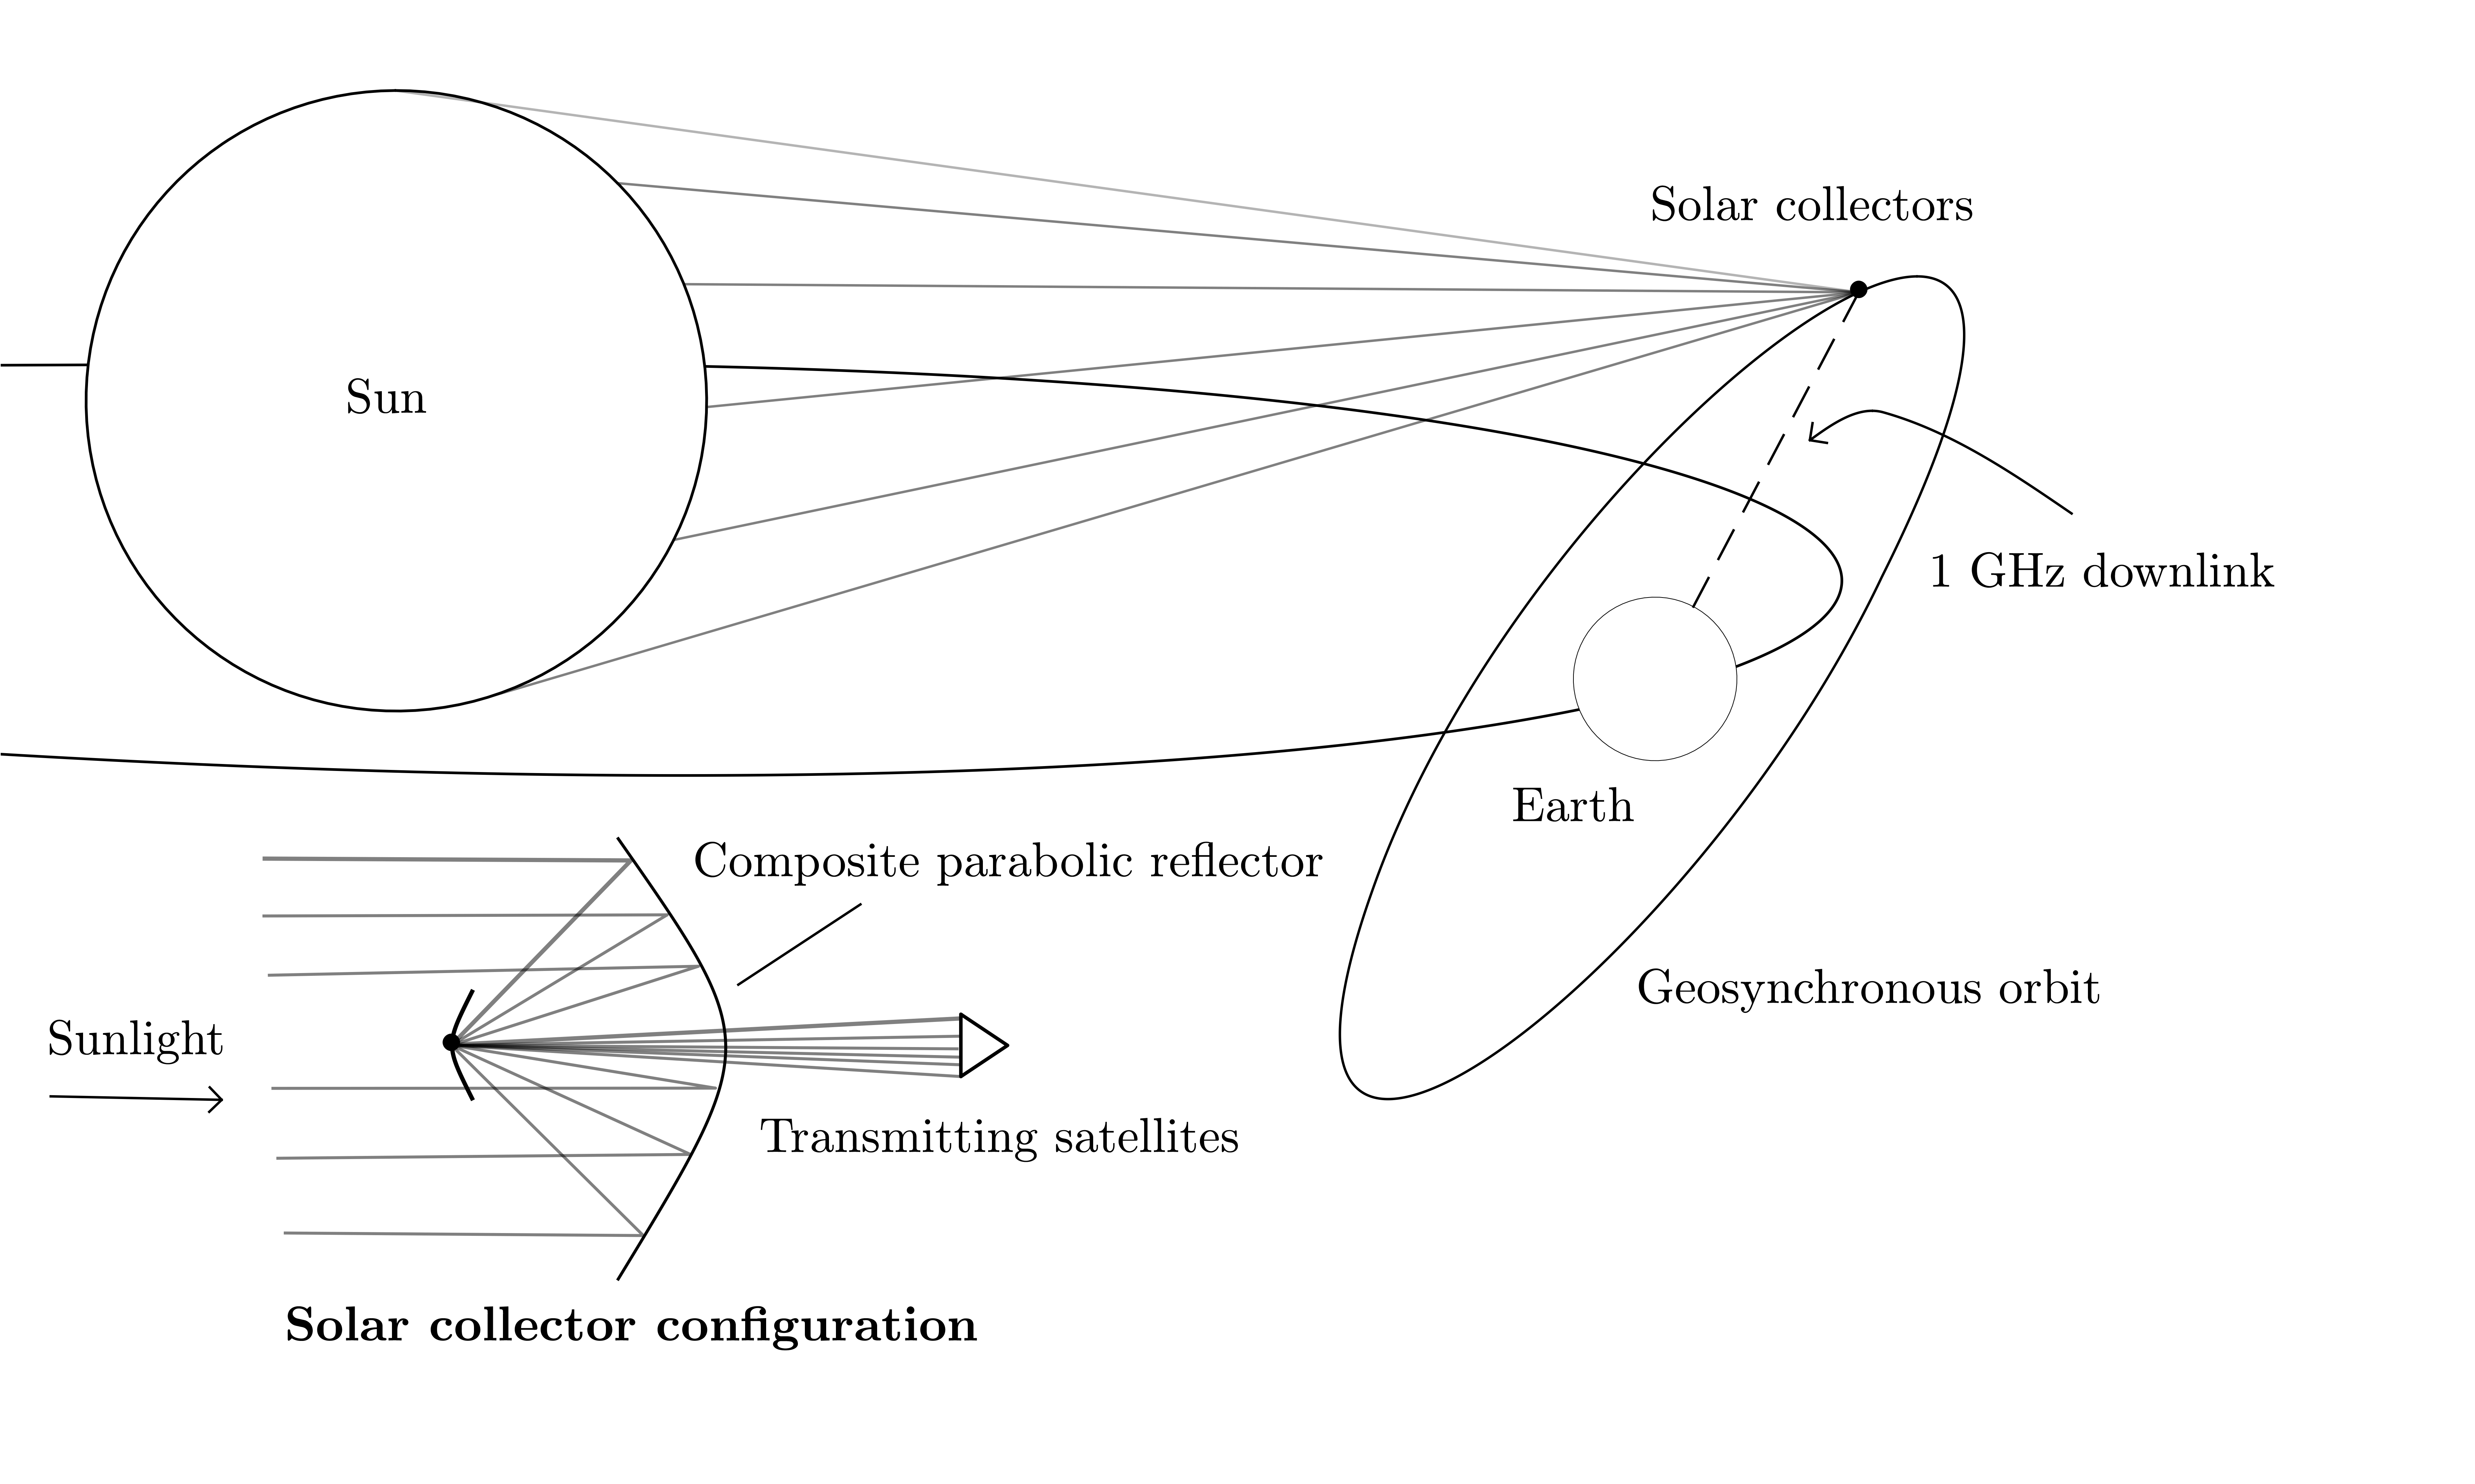 Solar collectors
Sun
1 GHz downlink
Earth
Composite parabolic reflector
Geosynchronous orbit
Sunlight
Transmitting satellites
Solar collector configuration